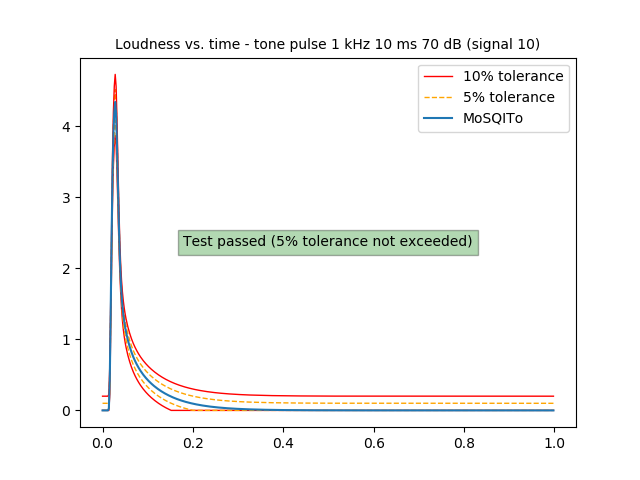 Loudness vs. time - tone pulse 1 kHz 10 ms 70 dB (signal 10)
10% tolerance
5% tolerance
MoSQITo
4
3
Test passed (5% tolerance not exceeded)
2
1
0
0.0 0.2 0.4 0.6 0.8 1.0